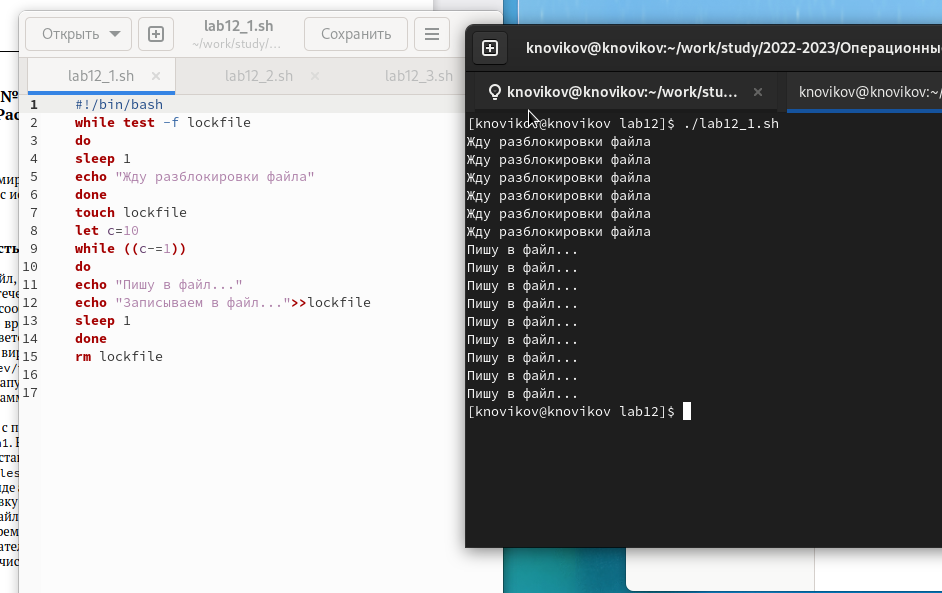 Открыть
lab12_1.sh
~/work/study/...
Сохранить
lab12_1.sh ×
lab12_2.sh ×
lab12_3.sh
1 #!/bin/bash
2 while test -f lockfile
3 do
4 sleep 1
5 echo "Жду разблокировки файла"
6 done
7 touch lockfile
8 let c=10
9 while ((c-=1))
10 do
11 echo "Пишу в файл..."
12 echo "Записываем в файл...">>lockfile
13 sleep 1
14 done
15 rm lockfile
16
17
knovikov@knovikov:~/work/study/2022-2023/Операционны
knovikov@knovikov:~/work/stu... ×
knovikov@knovikov:~/
[knovikov@knovikov lab12]$ ./lab12_1.sh
Жду разблокировки файла
Жду разблокировки файла
Жду разблокировки файла
Жду разблокировки файла
Жду разблокировки файла
Жду разблокировки файла
Пишу в файл...
Пишу в файл...
Пишу в файл...
Пишу в файл...
Пишу в файл...
Пишу в файл...
Пишу в файл...
Пишу в файл...
Пишу в файл...
[knovikov@knovikov lab12]$